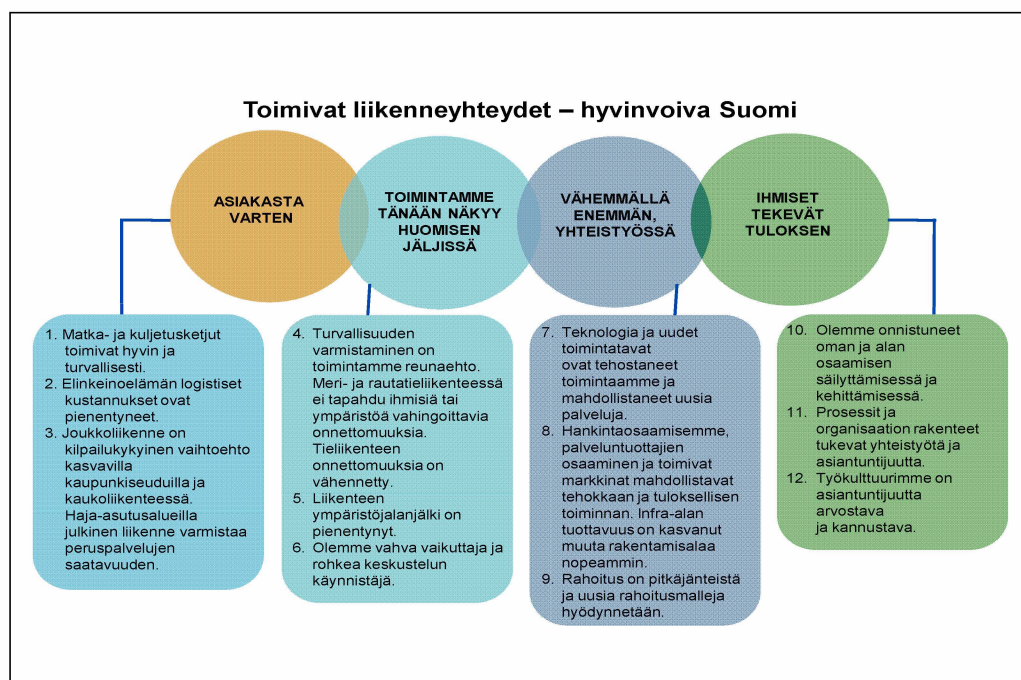 Toimivat liikenneyhteydet – hyvinvoiva Suomi
ASIAKASTA
VARTEN
TOIMINTAMME
TÄNÄÄN NÄKYY
HUOMISEN
JÄLJISSÄ
VÄHEMMÄLLÄ
ENEMMÄN,
YHTEISTYÖSSÄ
IHMISET
TEKEVÄT
TULOKSEN
1. Matka- ja kuljetusketjut
toimivat hyvin ja
turvallisesti.
2. Elinkeinoelämän logistiset
kustannukset ovat
pienentyneet.
3. Joukkoliikenne on
kilpailukykyinen vaihtoehto
kasvavilla
kaupunkiseuduilla ja
kaukoliikenteessä.
Haja-asutusalueilla
julkinen liikenne varmistaa
peruspalvelujen
saatavuuden.
4. Turvallisuuden
varmistaminen on
toimintamme reunaehto.
Meri- ja rautatieliikenteessä
ei tapahdu ihmisiä tai
ympäristöä vahingoittavia
onnettomuuksia.
Tieliikenteen
onnettomuuksia on
vähennetty.
5. Liikenteen
ympäristöjalanjälki on
pienentynyt.
6. Olemme vahva vaikuttaja ja
rohkea keskustelun
käynnistäjä.
7. Teknologia ja uudet
toimintatavat
ovat tehostaneet
toimintaamme ja
mahdollistaneet uusia
palveluja.
8. Hankintaosaamisemme,
palveluntuottajien
osaaminen ja toimivat
markkinat mahdollistavat
tehokkaan ja tuloksellisen
toiminnan. Infra-alan
tuottavuus on kasvanut
muuta rakentamisalaa
nopeammin.
9. Rahoitus on pitkäjänteistä
ja uusia rahoitusmalleja
hyödynnetään.
10. Olemme onnistuneet
oman ja alan
osaamisen
säilyttämisessä ja
kehittämisessä.
11. Prosessit ja
organisaation rakenteet
tukevat yhteistyötä ja
asiantuntijuutta.
12. Työkulttuurimme on
asiantuntijuutta
arvostava
ja kannustava.